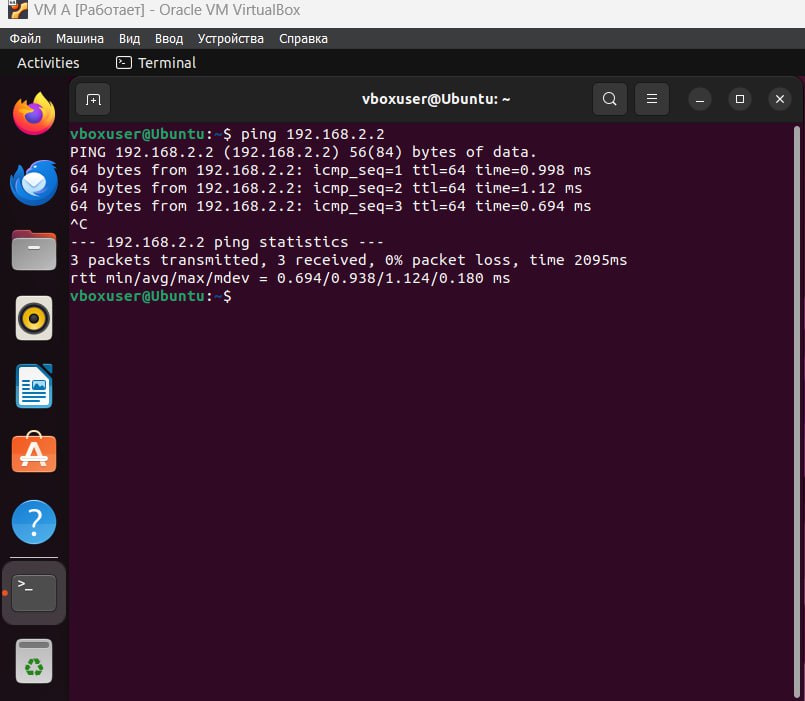 VM A [Работает] - Oracle VM VirtualBox
Файл Машина Вид Ввод Устройства Справка
Activities Terminal
vboxuser@Ubuntu: ~
vboxuser@Ubuntu:~$ ping 192.168.2.2
PING 192.168.2.2 (192.168.2.2) 56(84) bytes of data.
64 bytes from 192.168.2.2: icmp_seq=1 ttl=64 time=0.998 ms
64 bytes from 192.168.2.2: icmp_seq=2 ttl=64 time=1.12 ms
64 bytes from 192.168.2.2: icmp_seq=3 ttl=64 time=0.694 ms
^C
--- 192.168.2.2 ping statistics ---
3 packets transmitted, 3 received, 0% packet loss, time 2095ms
rtt min/avg/max/mdev = 0.694/0.938/1.124/0.180 ms
vboxuser@Ubuntu:~$